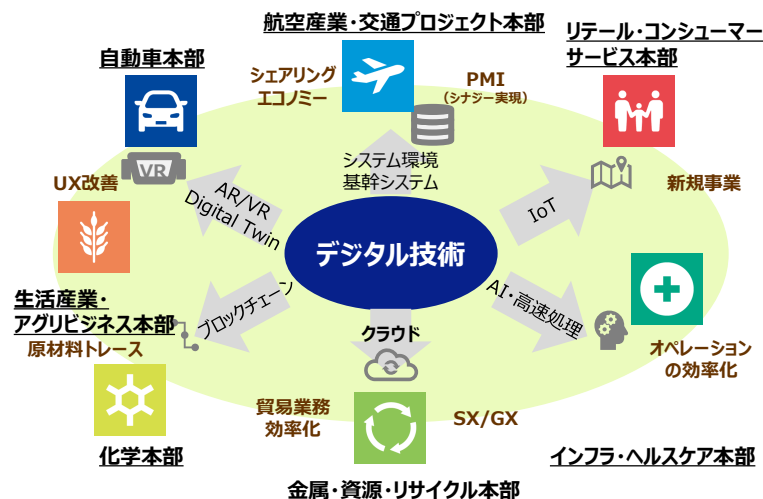 航空産業・交通プロジェクト本部
リテール・コンシューマー
サービス本部
自動車本部
シェアリング
エコノミー
PMI
（シナジー実現）
VR
システム環境
基幹システム
UX改善
新規事業
AR/VR
Digital Twin
IoT
デジタル技術
生活産業・
アグリビジネス本部
ブロックチェーン
AI・高速処理
クラウド
原材料トレース
オペレーション
の効率化
貿易業務
効率化
SX/GX
化学本部
インフラ・ヘルスケア本部
金属・資源・リサイクル本部